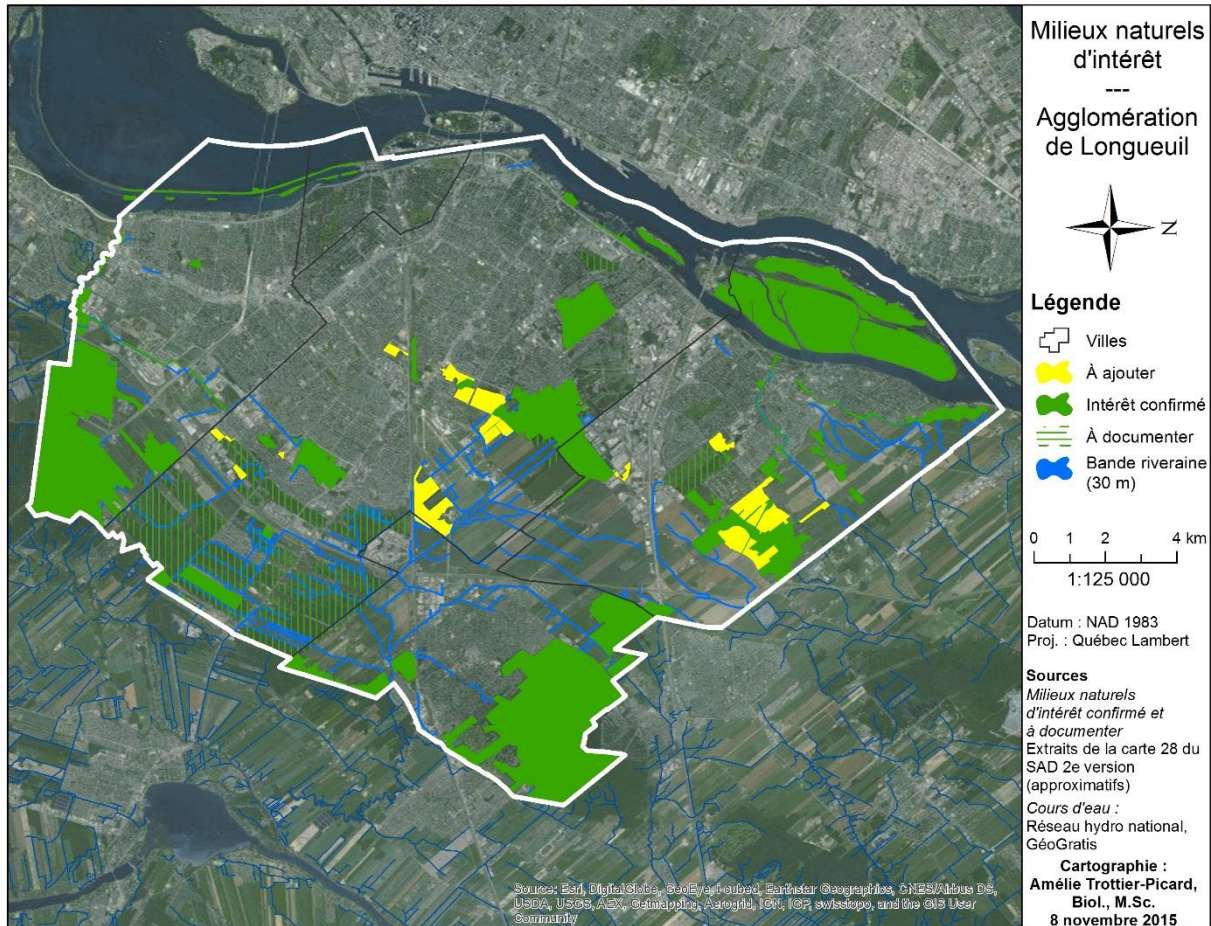 Milieux naturels
d'intérêt
---
Agglomération
de Longueuil
N
Légende
Villes
À ajouter
Intérêt confirmé
À documenter
Bande riveraine
(30 m)
0 1 2 4 km
1:125 000
Datum : NAD 1983
Proj. : Québec Lambert
Sources
Milieux naturels
d'intérêt confirmé et
à documenter
Extraits de la carte 28 du
SAD 2e version
(approximatifs)
Cours d'eau :
Réseau hydro national,
GéoGratis
Cartographie :
Amélie Trottier-Picard,
Biol., M.Sc.
8 novembre 2015
Source: Esri, DigitalGlobe, GeoEye, i-cubed, Earthstar Geographics, CNES/Airbus DS,
USDA, USGS, AEX, Getmapping, Aerogrid, IGN, IGP, swisstopo, and the GIS User
Community